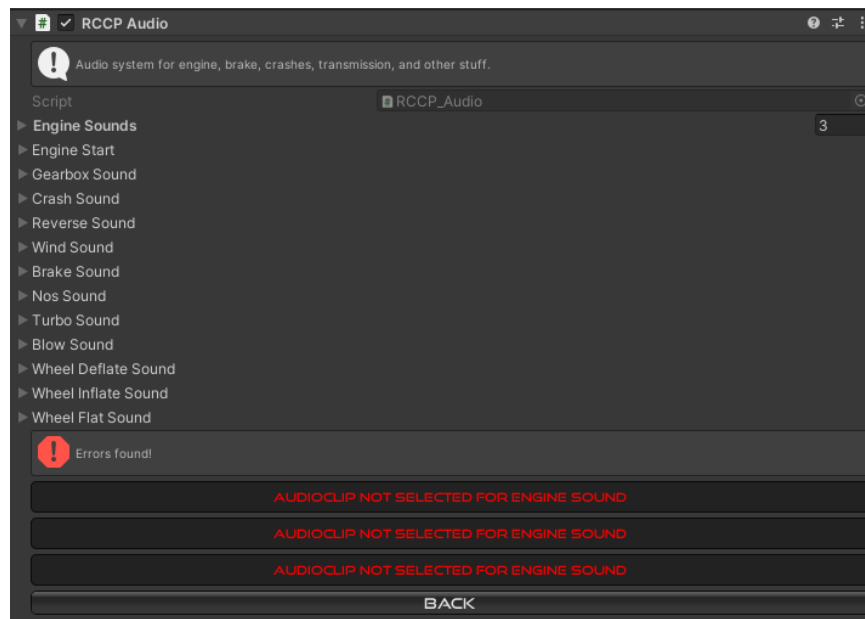 RCCP Audio
Audio system for engine, brake, crashes, transmission, and other stuff.
Script RCCP_Audio
Engine Sounds 3
Engine Start
Gearbox Sound
Crash Sound
Reverse Sound
Wind Sound
Brake Sound
Nos Sound
Turbo Sound
Blow Sound
Wheel Deflate Sound
Wheel Inflate Sound
Wheel Flat Sound
Errors found!
AUDIOCLIP NOT SELECTED FOR ENGINE SOUND
AUDIOCLIP NOT SELECTED FOR ENGINE SOUND
AUDIOCLIP NOT SELECTED FOR ENGINE SOUND
BACK